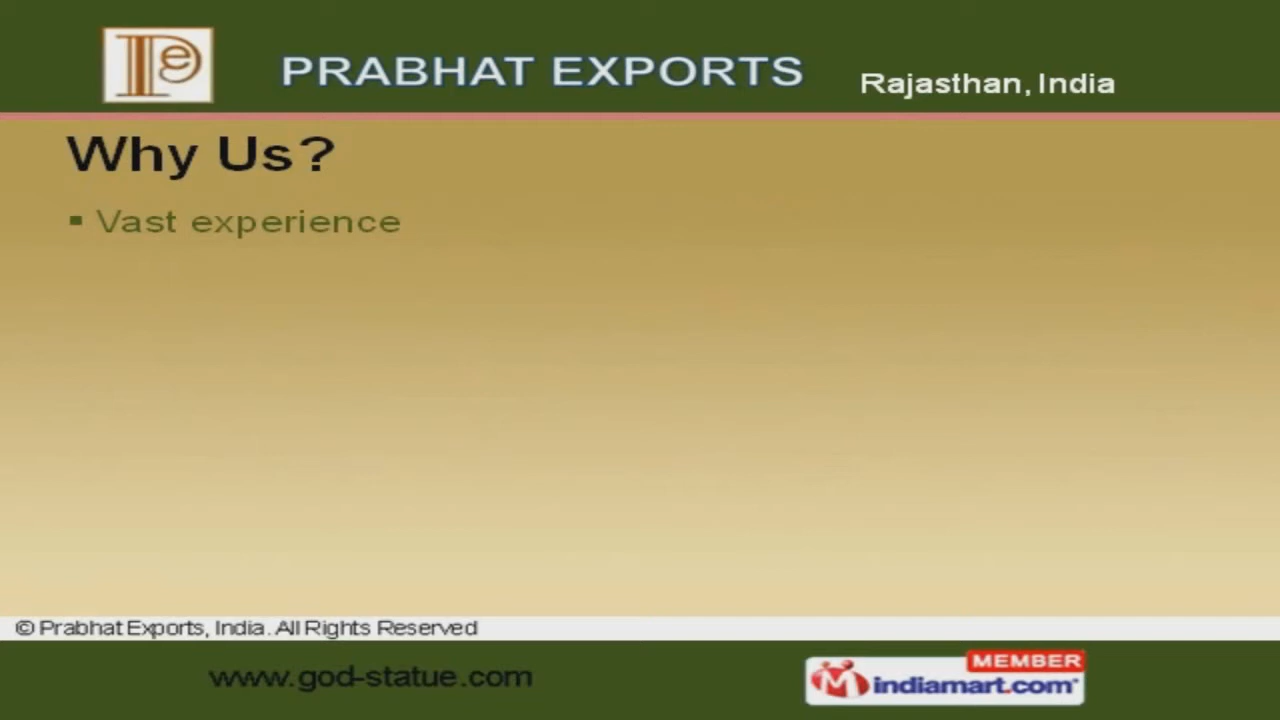 Pe
PRABHAT EXPORTS
Rajasthan, India
Why Us?
▪ Vast experience
© Prabhat Exports, India. All Rights Reserved
www.god-statue.com
MEMBER
indiamart.com